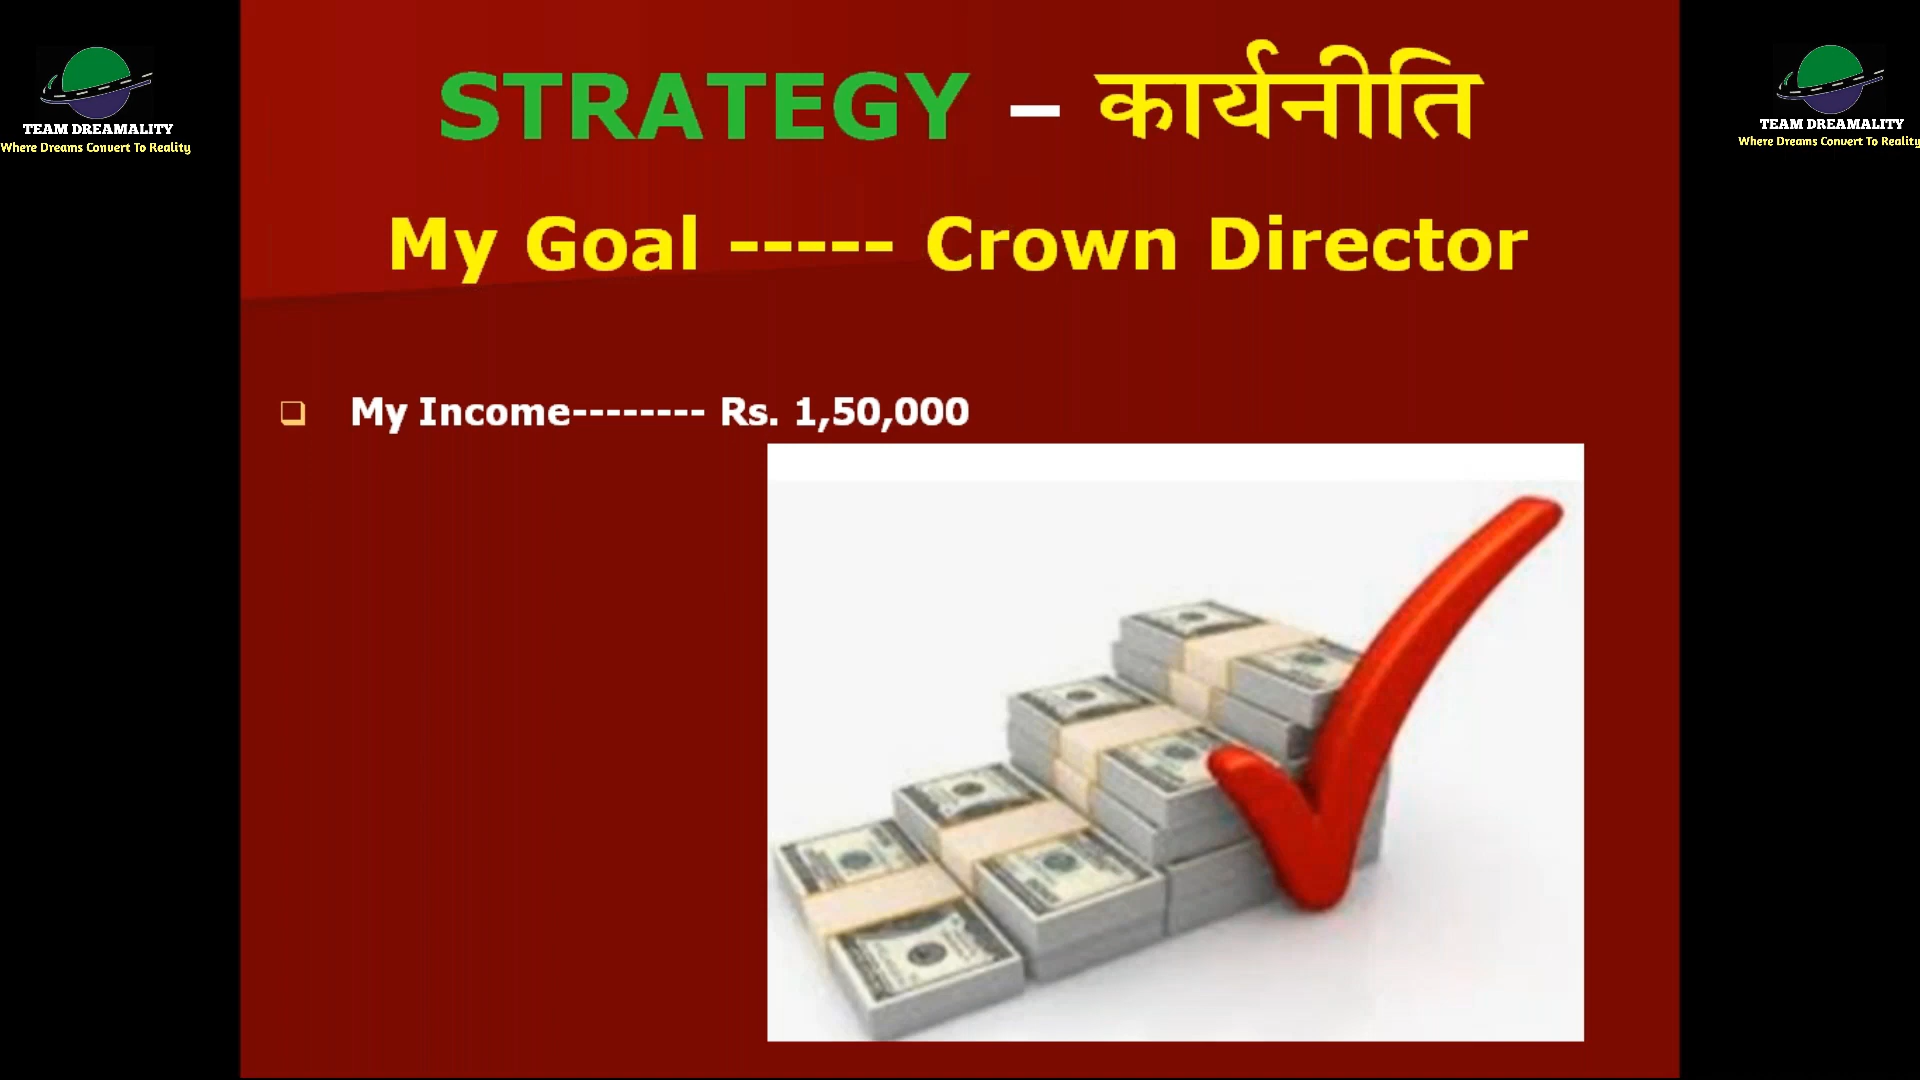 STRATEGY – कार्यनीति
My Goal ----- Crown Director
My Income-------- Rs. 1,50,000
TEAM DREAMALITY
Where Dreams Convert To Reality
TEAM DREAMALITY
Where Dreams Convert To Reality